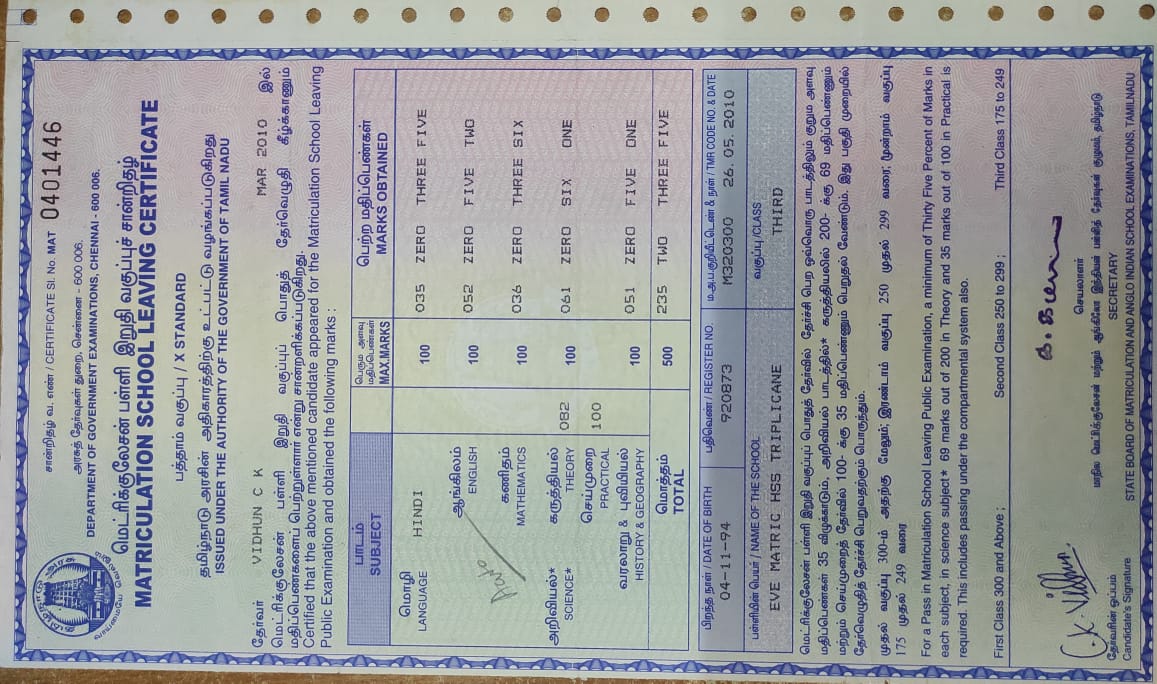 தமிழ்நாடு அரசு
வாய்மையே வெல்லும்
சான்றிதழ் வ. எண் / CERTIFICATE Sl. No. MAT 0401446
அரசுத் தேர்வுகள் துறை, சென்னை - 600 006.
DEPARTMENT OF GOVERNMENT EXAMINATIONS, CHENNAI - 600 006.
மெட்ரிக்குலேசன் பள்ளி இறுதி வகுப்புச் சான்றிதழ்
MATRICULATION SCHOOL LEAVING CERTIFICATE
பத்தாம் வகுப்பு / X STANDARD
தமிழ்நாடு அரசின் அதிகாரத்திற்கு உட்பட்டு வழங்கப்படுகிறது
ISSUED UNDER THE AUTHORITY OF THE GOVERNMENT OF TAMIL NADU
தேர்வர் VIDHUN C K MAR 2010 இல்
மெட்ரிக்குலேசன் பள்ளி இறுதி வகுப்புப் பொதுத் தேர்வெழுதி கீழ்க்காணும்
மதிப்பெண்களைப் பெற்றுள்ளார் என்று சான்றளிக்கப்படுகிறது.
Certified that the above mentioned candidate appeared for the Matriculation School Leaving
Public Examination and obtained the following marks :
பாடம் பெரும அளவு மதிப்பெண்கள் பெற்ற மதிப்பெண்கள்
SUBJECT MAX.MARKS MARKS OBTAINED
மொழி
LANGUAGE HINDI 100 035 ZERO THREE FIVE
ஆங்கிலம்
ENGLISH 100 052 ZERO FIVE TWO
கணிதம்
MATHEMATICS 100 036 ZERO THREE SIX
அறிவியல்* கருத்தியல்
SCIENCE* THEORY 082 100 061 ZERO SIX ONE
செய்முறை
PRACTICAL 100
வரலாறு & புவியியல்
HISTORY & GEOGRAPHY 100 051 ZERO FIVE ONE
மொத்தம்
TOTAL 500 235 TWO THREE FIVE
பிறந்த நாள் / DATE OF BIRTH பதிவெண் / REGISTER NO. ம.அ.ப.குறியீட்டெண் & நாள் / TMR CODE NO. & DATE
04-11-94 920873 M320300 26.05.2010
பள்ளியின் பெயர் / NAME OF THE SCHOOL வகுப்பு /CLASS
EVE MATRIC HSS TRIPLICANE THIRD
மெட்ரிக்குலேசன் பள்ளி இறுதி வகுப்புப் பொதுத் தேர்வில் தேர்ச்சி பெற ஒவ்வொரு பாடத்திலும் குறும அளவு
மதிப்பெண்கள் 35 விழுக்காடும், அறிவியல் பாடத்தில்* கருத்தியலில் 200- க்கு 69 மதிப்பெண்ணும்
மற்றும் செய்முறைத் தேர்வில் 100- க்கு 35 மதிப்பெண்ணும் பெறுதல் வேண்டும். இது பகுதி முறையில்
தேர்வெழுதித் தேர்ச்சி பெறுவதற்கும் பொருந்தும்.
முதல் வகுப்பு 300-ம் அதற்கு மேலும்; இரண்டாம் வகுப்பு 250 முதல் 299 வரை; மூன்றாம் வகுப்பு
175 முதல் 249 வரை
For a Pass in Matriculation School Leaving Public Examination, a minimum of Thirty Five Percent of Marks in
each subject, in science subject* 69 marks out of 200 in Theory and 35 marks out of 100 in Practical is
required. This includes passing under the compartmental system also.
First Class 300 and Above ; Second Class 250 to 299 ; Third Class 175 to 249
C.K. Vidhun
தேர்வரின் ஒப்பம்
Candidate's Signature
செயலாளர்
மாநில மெட்ரிக்குலேசன் மற்றும் ஆங்கிலோ இந்தியன் பள்ளித் தேர்வுகள் குழுமம், தமிழ்நாடு
SECRETARY
STATE BOARD OF MATRICULATION AND ANGLO INDIAN SCHOOL EXAMINATIONS, TAMILNADU